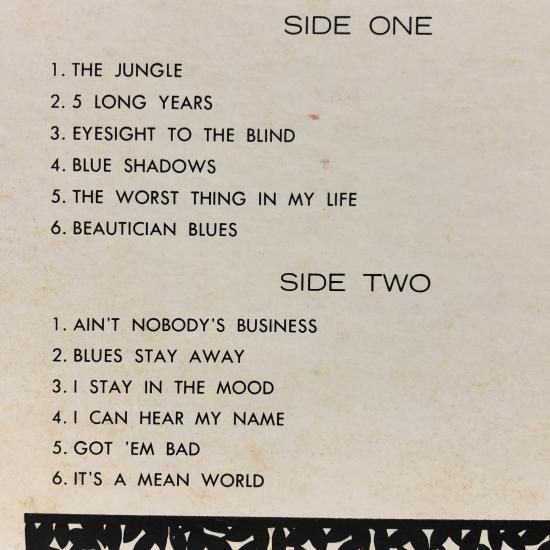 SIDE ONE
1. THE JUNGLE
2. 5 LONG YEARS
3. EYESIGHT TO THE BLIND
4. BLUE SHADOWS
5. THE WORST THING IN MY LIFE
6. BEAUTICIAN BLUES
SIDE TWO
1. AIN'T NOBODY'S BUSINESS
2. BLUES STAY AWAY
3. I STAY IN THE MOOD
4. I CAN HEAR MY NAME
5. GOT 'EM BAD
6. IT'S A MEAN WORLD